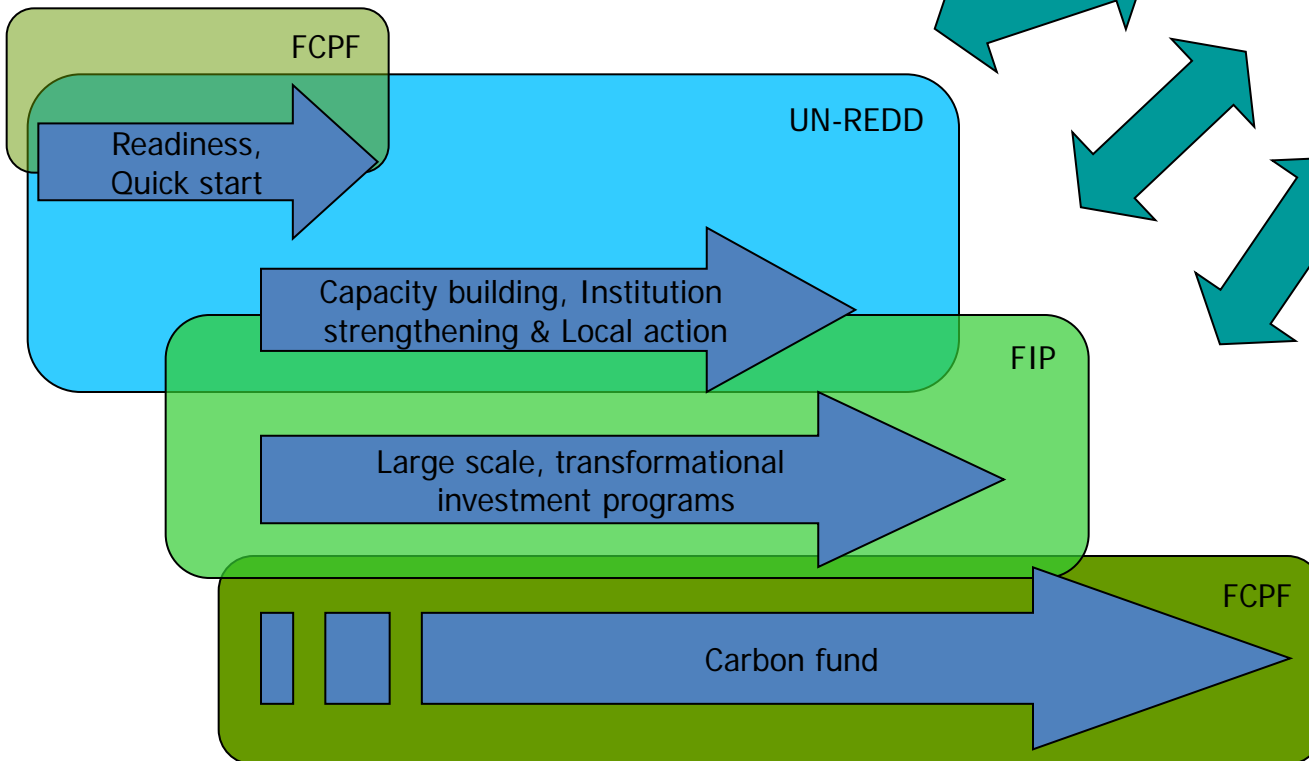 FCPF
UN-REDD
Readiness,
Quick start
Capacity building, Institution
strengthening & Local action
FIP
Large scale, transformational
investment programs
FCPF
Carbon fund